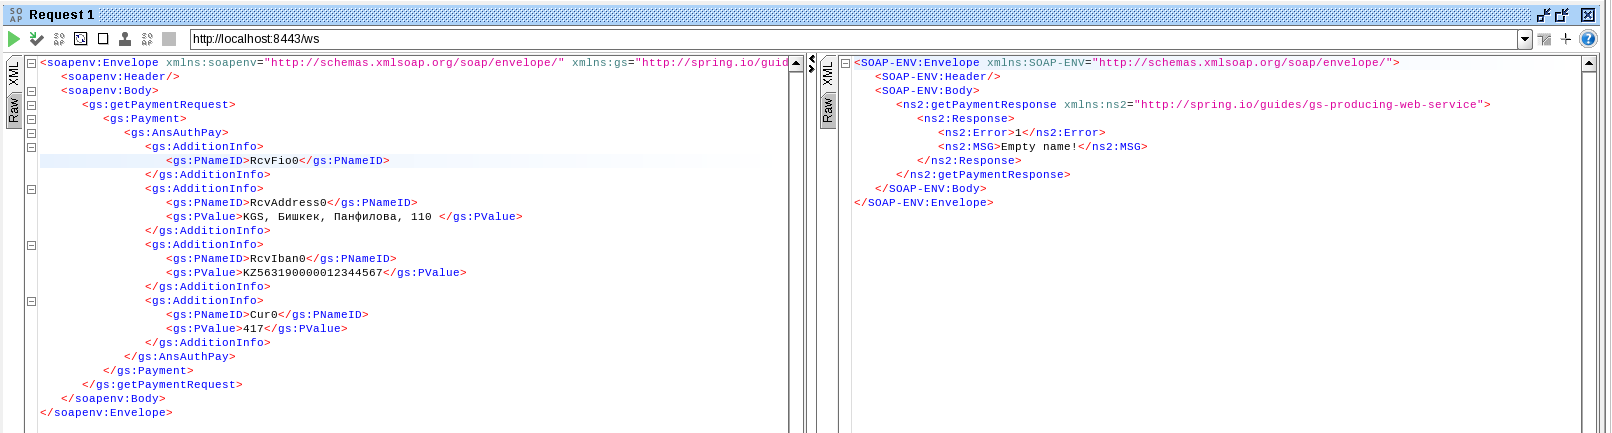 SO
AP
Request 1
SO
AP
SO
AP
http://localhost:8443/ws
XML
Raw
<soapenv:Envelope xmlns:soapenv="http://schemas.xmlsoap.org/soap/envelope/" xmlns:gs="http://spring.io/guid
<soapenv:Header/>
<soapenv:Body>
<gs:getPaymentRequest>
<gs:Payment>
<gs:AnsAuthPay>
<gs:AdditionInfo>
<gs:PNameID>RcvFio0</gs:PNameID>
</gs:AdditionInfo>
<gs:AdditionInfo>
<gs:PNameID>RcvAddress0</gs:PNameID>
<gs:PValue>KGS, Бишкек, Панфилова, 110 </gs:PValue>
</gs:AdditionInfo>
<gs:AdditionInfo>
<gs:PNameID>RcvIban0</gs:PNameID>
<gs:PValue>KZ563190000012344567</gs:PValue>
</gs:AdditionInfo>
<gs:AdditionInfo>
<gs:PNameID>Cur0</gs:PNameID>
<gs:PValue>417</gs:PValue>
</gs:AdditionInfo>
</gs:AnsAuthPay>
</gs:Payment>
</gs:getPaymentRequest>
</soapenv:Body>
</soapenv:Envelope>
XML
Raw
<SOAP-ENV:Envelope xmlns:SOAP-ENV="http://schemas.xmlsoap.org/soap/envelope/">
<SOAP-ENV:Header/>
<SOAP-ENV:Body>
<ns2:getPaymentResponse xmlns:ns2="http://spring.io/guides/gs-producing-web-service">
<ns2:Response>
<ns2:Error>1</ns2:Error>
<ns2:MSG>Empty name!</ns2:MSG>
</ns2:Response>
</ns2:getPaymentResponse>
</SOAP-ENV:Body>
</SOAP-ENV:Envelope>